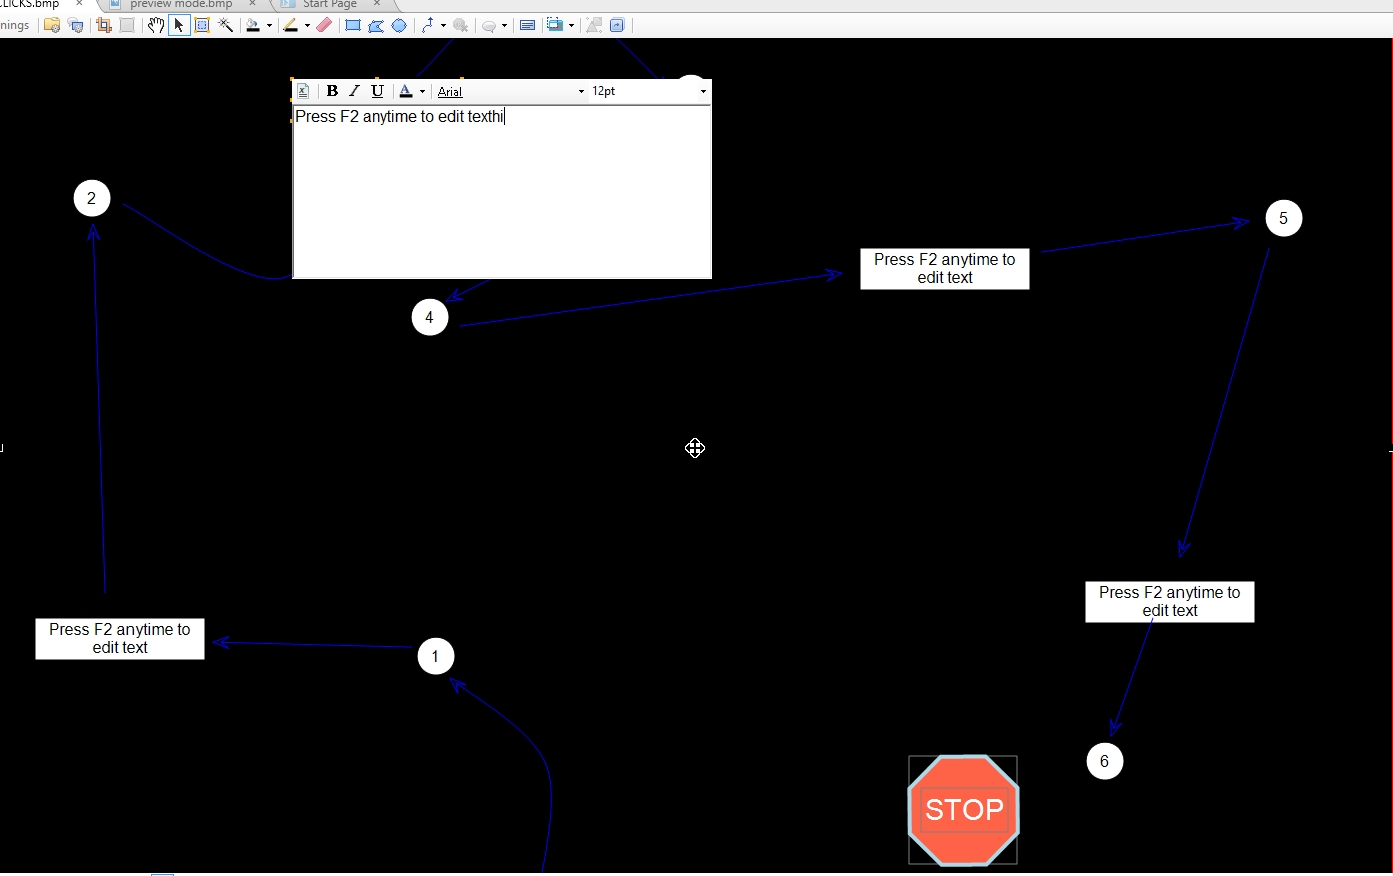 CLICKS.bmp × preview mode.bmp × Start Page ×
nings
B I U A Arial 12pt
Press F2 anytime to edit texthi
2
5
Press F2 anytime to
edit text
4
Press F2 anytime to
edit text
Press F2 anytime to
edit text
1
6
STOP